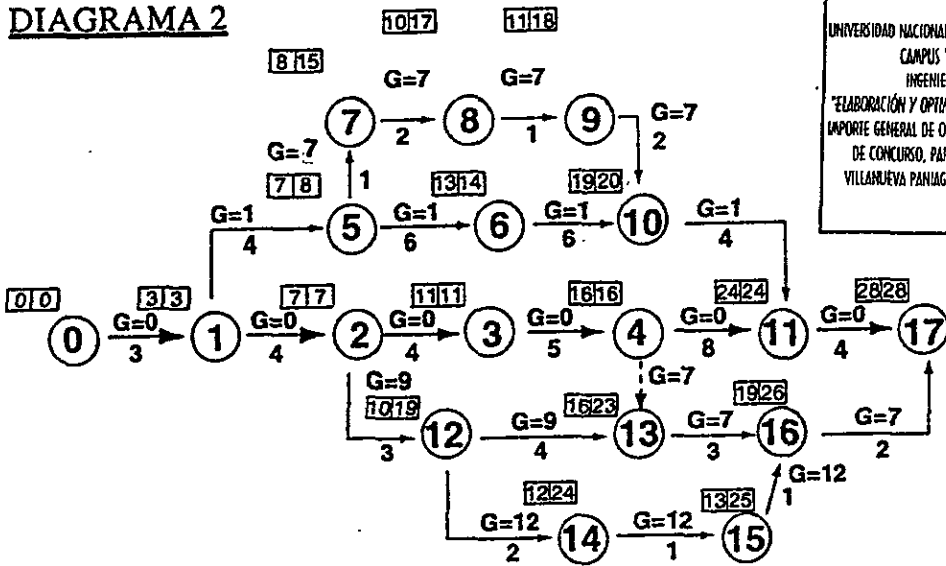 DIAGRAMA 2
10 17
11 18
8 15
G=7
G=7
7
2
8
1
9
G=7
2
G=7
1
7 8
13 14
19 20
G=1
4
5
G=1
6
6
G=1
6
10
G=1
4
0 0
3 3
7 7
11 11
16 16
24 24
28 28
0
G=0
3
1
G=0
4
2
G=0
4
3
G=0
5
4
G=0
8
11
G=0
4
17
G=9
3
10 19
G=7
16 23
19 26
12
G=9
4
13
G=7
3
16
G=7
2
12 24
13 25
G=12
1
G=12
2
14
G=12
1
15
UNIVERSIDAD NACIONAL
CAMPUS
INGENIE
"ELABORACIÓN Y OPTI
IMPORTE GENERAL DE O
DE CONCURSO, PA
VILLANUEVA PANIAG